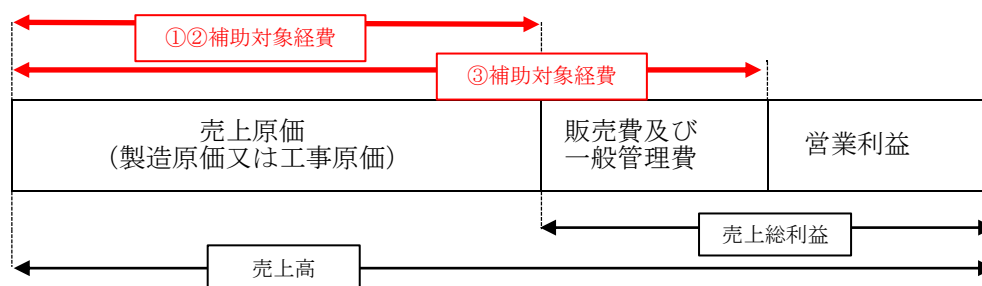 ①②補助対象経費
③補助対象経費
売上原価
（製造原価又は工事原価）
販売費及び
一般管理費
営業利益
売上総利益
売上高